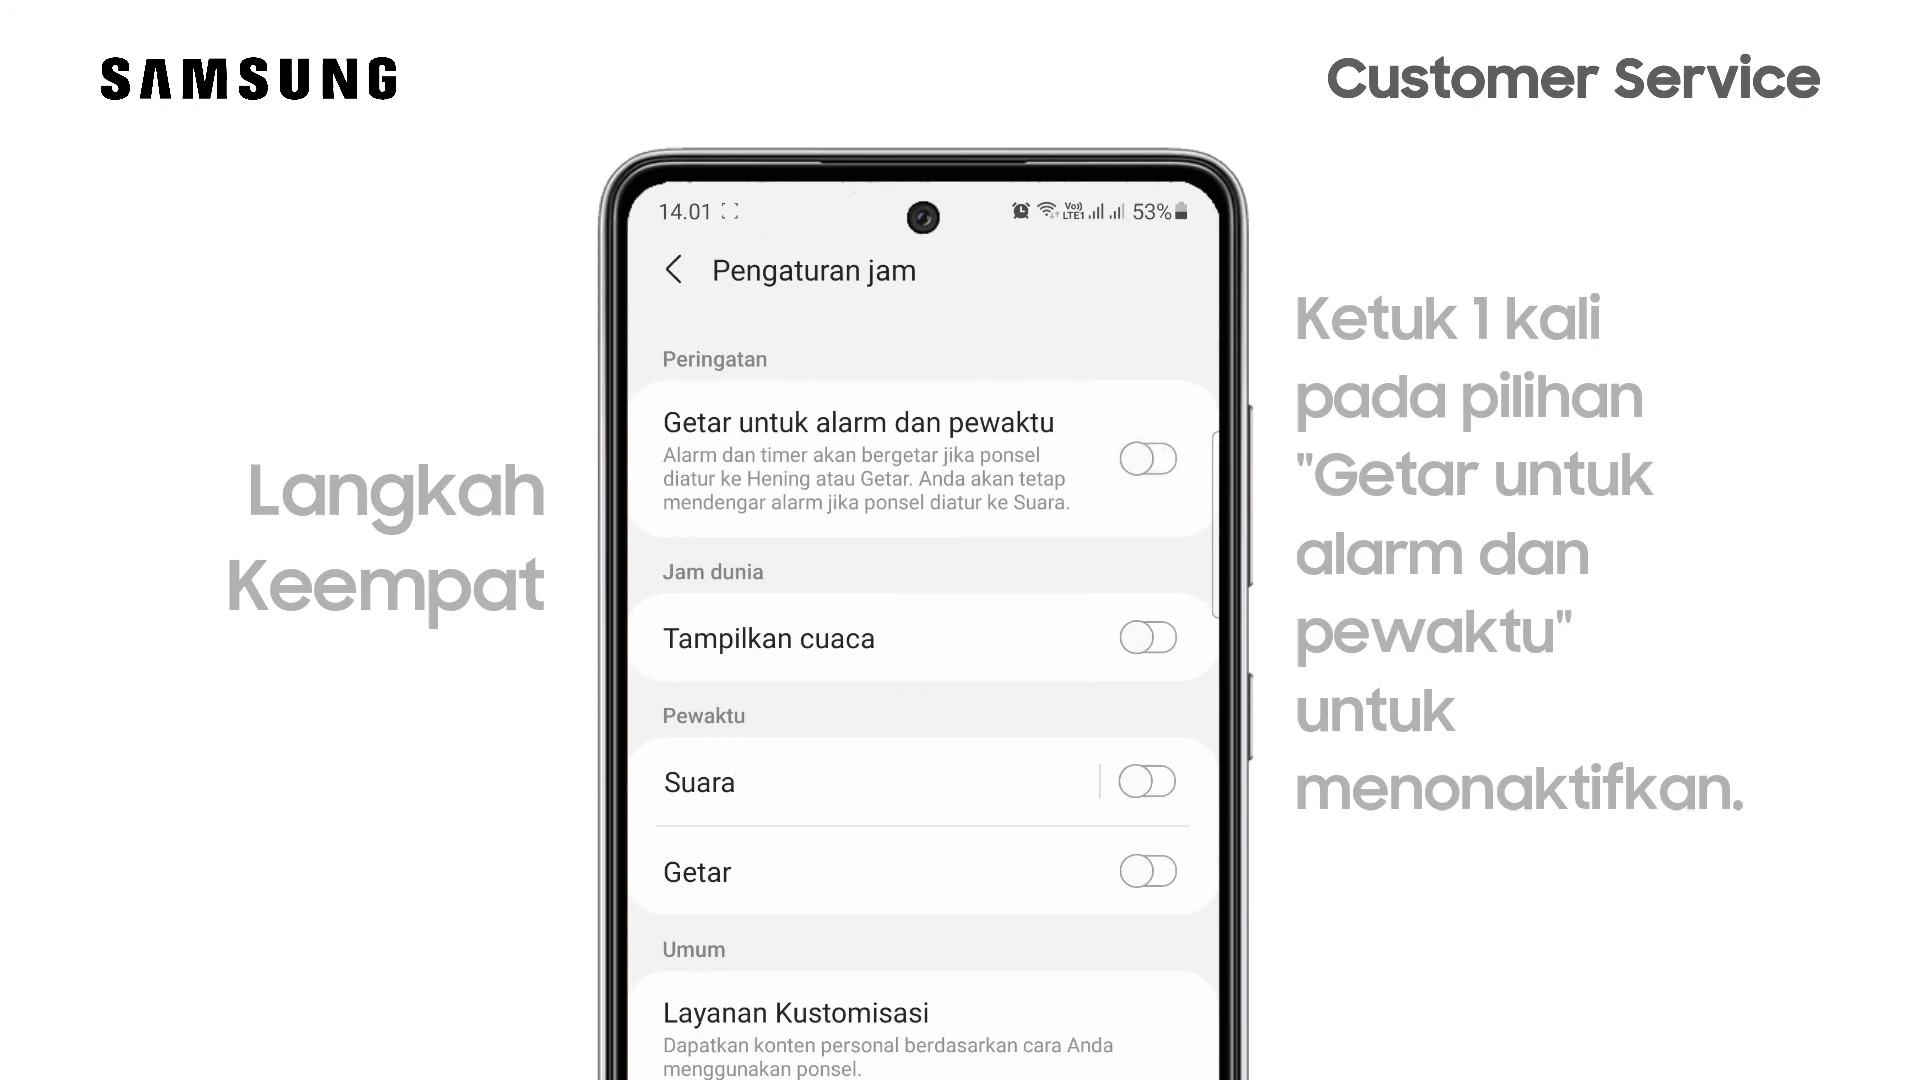 SAMSUNG
Customer Service
Langkah
Keempat
14.01
Vo))
LTE1
53%
Pengaturan jam
Peringatan
Getar untuk alarm dan pewaktu
Alarm dan timer akan bergetar jika ponsel
diatur ke Hening atau Getar. Anda akan tetap
mendengar alarm jika ponsel diatur ke Suara.
Jam dunia
Tampilkan cuaca
Pewaktu
Suara
Getar
Umum
Layanan Kustomisasi
Dapatkan konten personal berdasarkan cara Anda
menggunakan ponsel.
Ketuk 1 kali
pada pilihan
"Getar untuk
alarm dan
pewaktu"
untuk
menonaktifkan.